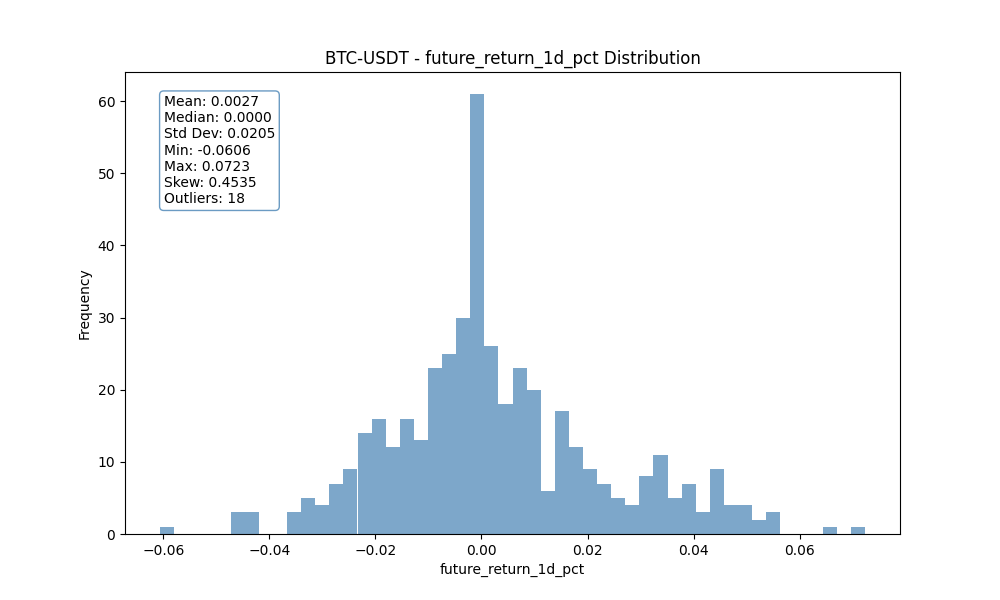 BTC-USDT - future_return_1d_pct Distribution
Mean: 0.0027
Median: 0.0000
Std Dev: 0.0205
Min: -0.0606
Max: 0.0723
Skew: 0.4535
Outliers: 18
Frequency
60
50
40
30
20
10
0
−0.06 −0.04 −0.02 0.00 0.02 0.04 0.06
future_return_1d_pct